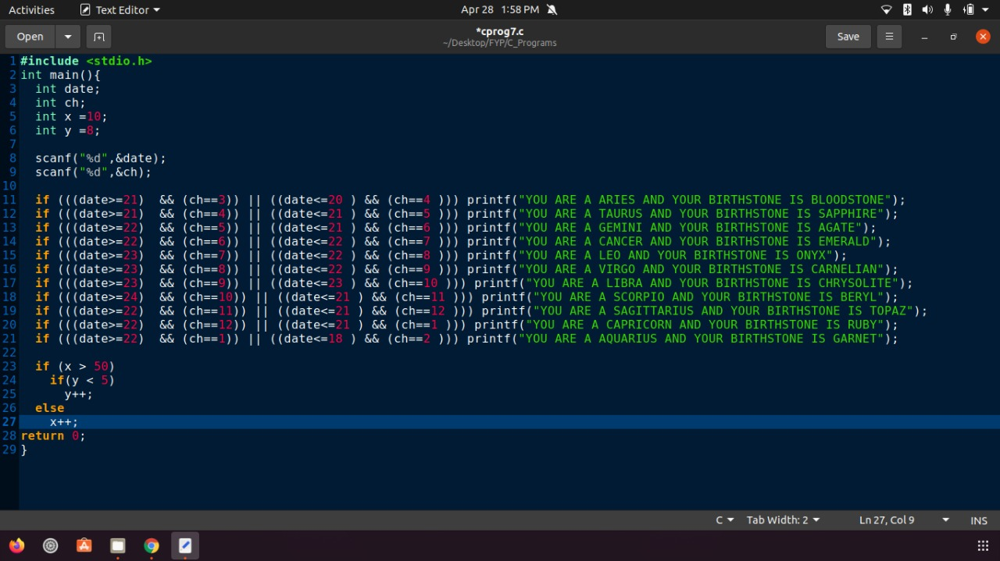 Activities Text Editor Apr 28 1:58 PM
Open *cprog7.c Save
~/Desktop/FYP/C_Programs
1 #include <stdio.h>
2 int main(){
3   int date;
4   int ch;
5   int x =10;
6   int y =8;
7
8   scanf("%d",&date);
9   scanf("%d",&ch);
10
11   if (((date>=21)  && (ch==3)) || ((date<=20 ) && (ch==4 ))) printf("YOU ARE A ARIES AND YOUR BIRTHSTONE IS BLOODSTONE");
12   if (((date>=21)  && (ch==4)) || ((date<=21 ) && (ch==5 ))) printf("YOU ARE A TAURUS AND YOUR BIRTHSTONE IS SAPPHIRE");
13   if (((date>=22)  && (ch==5)) || ((date<=21 ) && (ch==6 ))) printf("YOU ARE A GEMINI AND YOUR BIRTHSTONE IS AGATE");
14   if (((date>=22)  && (ch==6)) || ((date<=22 ) && (ch==7 ))) printf("YOU ARE A CANCER AND YOUR BIRTHSTONE IS EMERALD");
15   if (((date>=23)  && (ch==7)) || ((date<=22 ) && (ch==8 ))) printf("YOU ARE A LEO AND YOUR BIRTHSTONE IS ONYX");
16   if (((date>=23)  && (ch==8)) || ((date<=22 ) && (ch==9 ))) printf("YOU ARE A VIRGO AND YOUR BIRTHSTONE IS CARNELIAN");
17   if (((date>=23)  && (ch==9)) || ((date<=23 ) && (ch==10 ))) printf("YOU ARE A LIBRA AND YOUR BIRTHSTONE IS CHRYSOLITE");
18   if (((date>=24)  && (ch==10)) || ((date<=21 ) && (ch==11 ))) printf("YOU ARE A SCORPIO AND YOUR BIRTHSTONE IS BERYL");
19   if (((date>=22)  && (ch==11)) || ((date<=21 ) && (ch==12 ))) printf("YOU ARE A SAGITTARIUS AND YOUR BIRTHSTONE IS TOPAZ");
20   if (((date>=22)  && (ch==12)) || ((date<=21 ) && (ch==1 ))) printf("YOU ARE A CAPRICORN AND YOUR BIRTHSTONE IS RUBY");
21   if (((date>=22)  && (ch==1)) || ((date<=18 ) && (ch==2 ))) printf("YOU ARE A AQUARIUS AND YOUR BIRTHSTONE IS GARNET");
22
23   if (x > 50)
24     if(y < 5)
25       y++;
26   else
27     x++;
28 return 0;
29 }
C Tab Width: 2 Ln 27, Col 9 INS